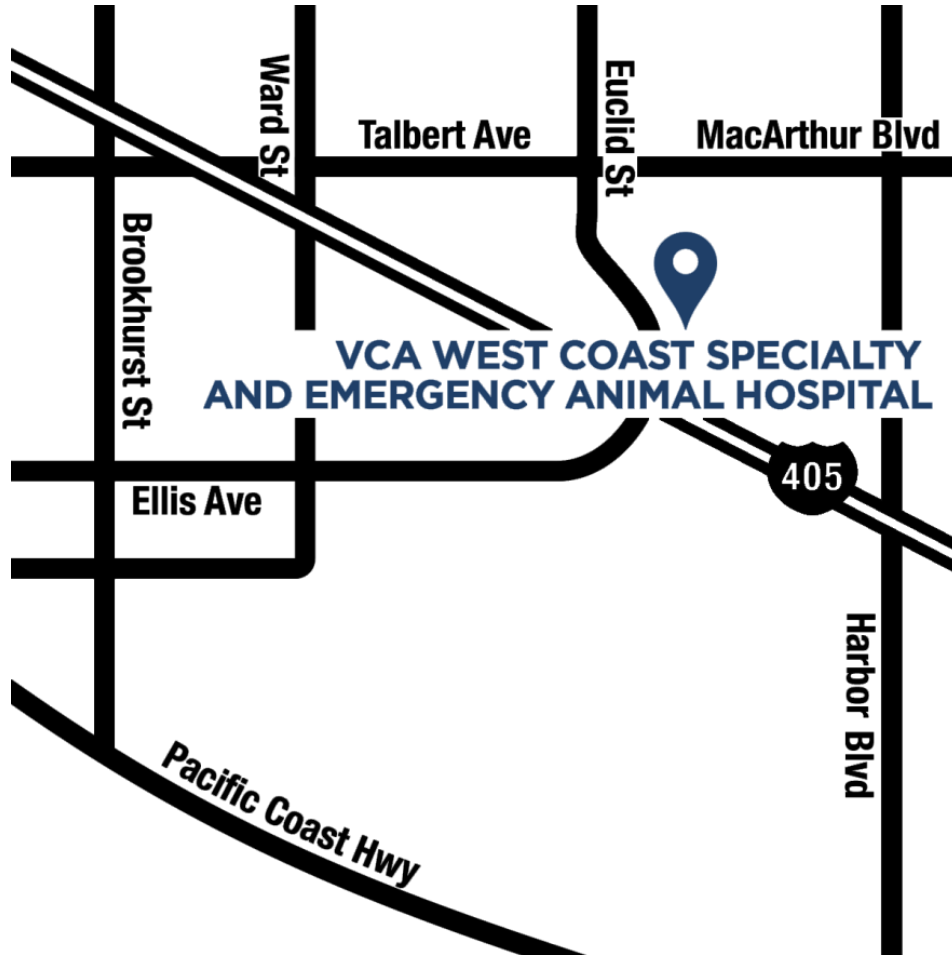 Ward St
Euclid St
Talbert Ave
MacArthur Blvd
Brookhurst St
VCA WEST COAST SPECIALTY
AND EMERGENCY ANIMAL HOSPITAL
405
Ellis Ave
Harbor Blvd
Pacific Coast Hwy